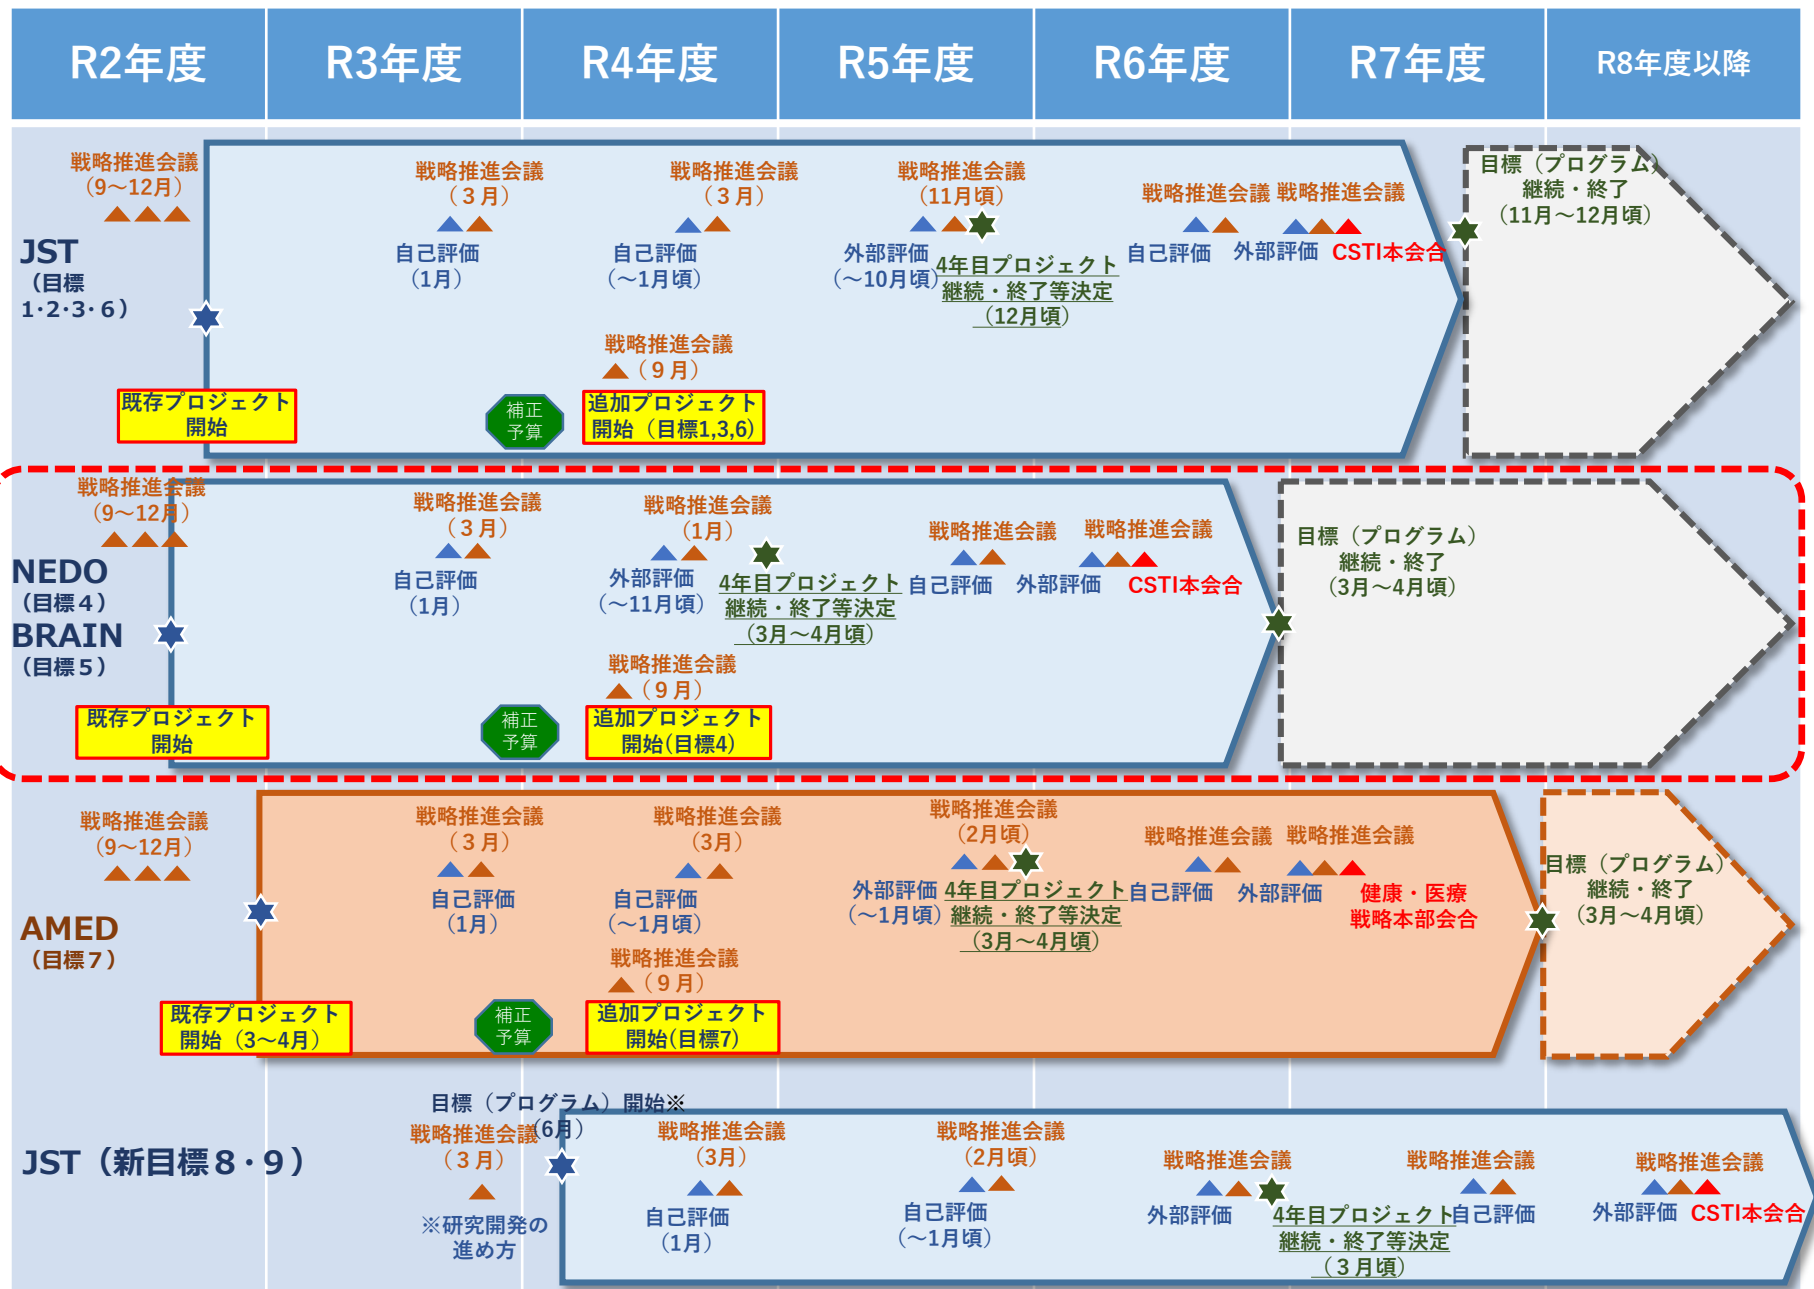 R2年度
R3年度
R4年度
R5年度
R6年度
R7年度
R8年度以降
JST
（目標
1･2･3･6）
戦略推進会議
（9～12月）
既存プロジェクト
開始
戦略推進会議
（３月）
自己評価
（1月）
補正
予算
戦略推進会議
（３月）
自己評価
（～1月頃）
戦略推進会議
（９月）
追加プロジェクト
開始（目標1,3,6）
戦略推進会議
（11月頃）
外部評価
（～10月頃）
4年目プロジェクト
継続・終了等決定
（12月頃）
戦略推進会議
自己評価
戦略推進会議
外部評価
CSTI本会合
目標（プログラム）
継続・終了
（11月～12月頃）
NEDO
（目標４）
BRAIN
（目標５）
戦略推進会議
（9～12月）
既存プロジェクト
開始
戦略推進会議
（３月）
自己評価
（1月）
補正
予算
戦略推進会議
（1月）
外部評価
（～11月頃）
4年目プロジェクト
継続・終了等決定
（3月～4月頃）
戦略推進会議
（９月）
追加プロジェクト
開始(目標4)
戦略推進会議
自己評価
戦略推進会議
外部評価
CSTI本会合
目標（プログラム）
継続・終了
（3月～4月頃）
AMED
（目標７）
戦略推進会議
（9～12月）
既存プロジェクト
開始（3～4月）
戦略推進会議
（３月）
自己評価
（1月）
補正
予算
戦略推進会議
（3月）
自己評価
（～1月頃）
戦略推進会議
（９月）
追加プロジェクト
開始(目標7)
戦略推進会議
（2月頃）
外部評価
（～1月頃）
4年目プロジェクト
継続・終了等決定
（3月～4月頃）
戦略推進会議
自己評価
戦略推進会議
外部評価
健康・医療
戦略本部会合
目標（プログラム）
継続・終了
（3月～4月頃）
JST（新目標８･９）
目標（プログラム）開始※
（6月）
戦略推進会議
（３月）
※研究開発の
進め方
戦略推進会議
（3月）
自己評価
（1月）
戦略推進会議
（2月頃）
自己評価
（～1月頃）
戦略推進会議
外部評価
4年目プロジェクト
継続・終了等決定
（３月頃）
戦略推進会議
自己評価
戦略推進会議
外部評価
CSTI本会合